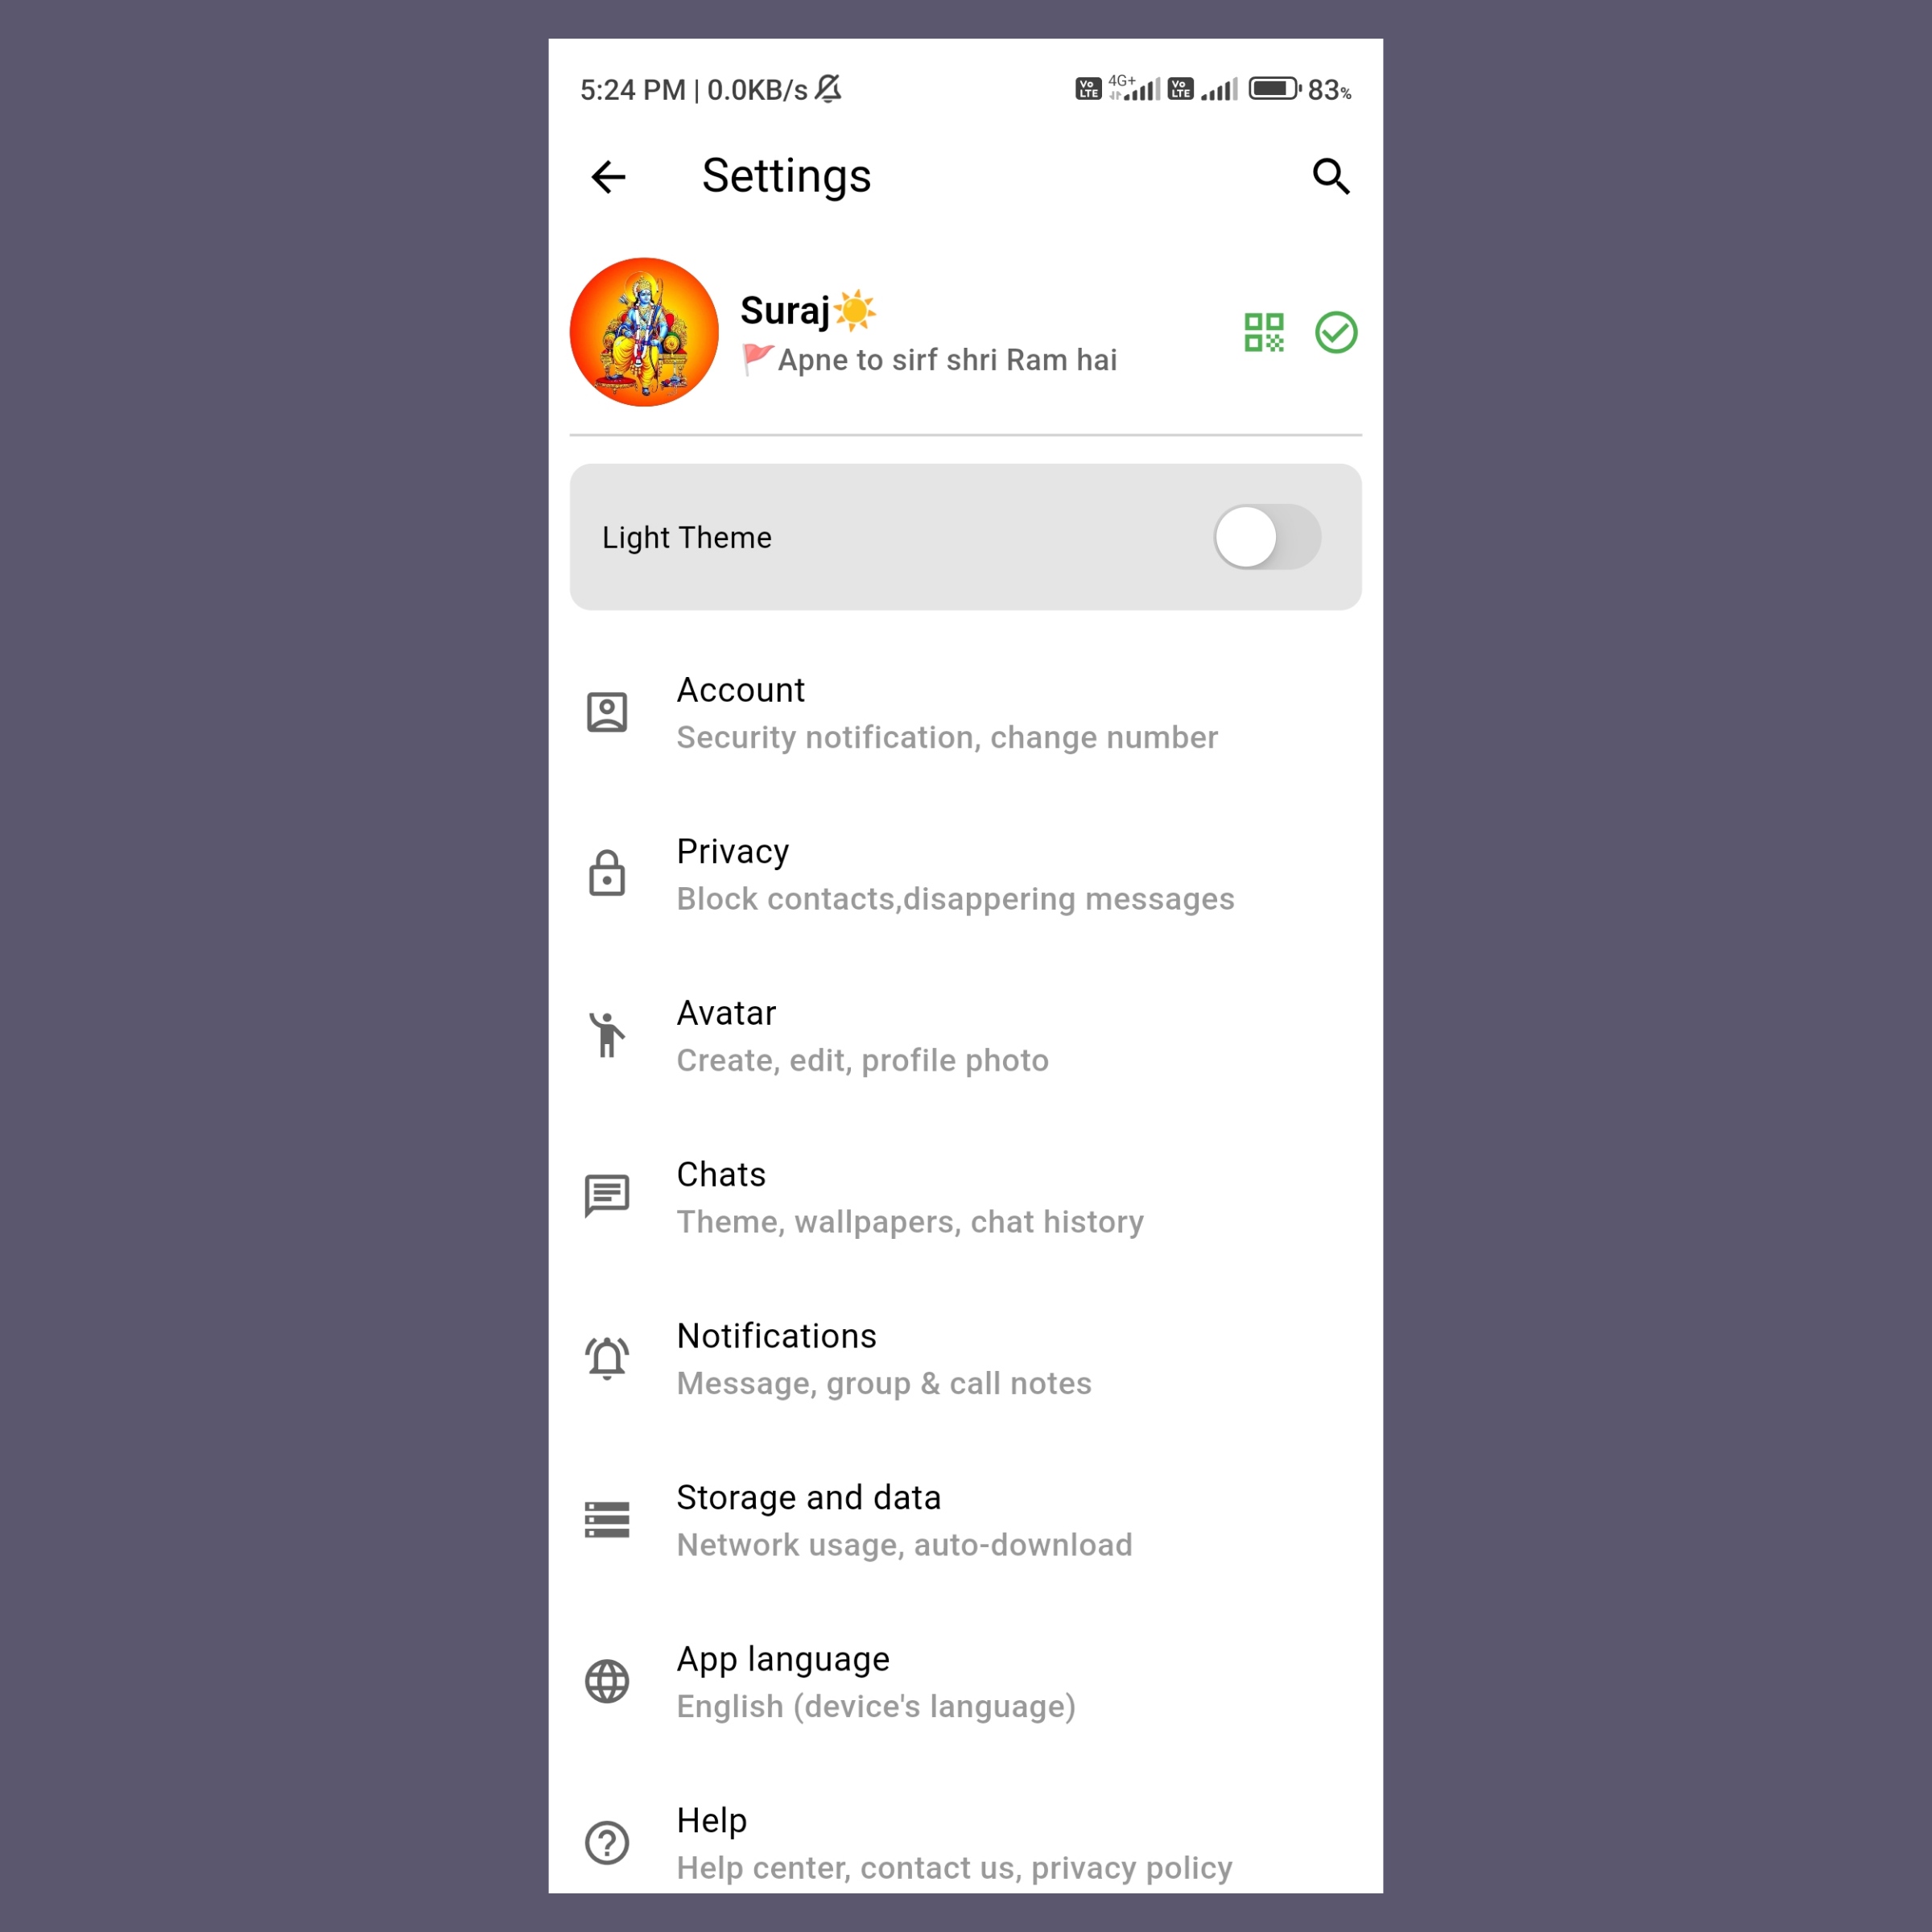 5:24 PM | 0.0KB/s Vo LTE 4G+ Vo LTE 83%
Settings
Suraj☀️
🚩Apne to sirf shri Ram hai
Light Theme
Account
Security notification, change number
Privacy
Block contacts,disappering messages
Avatar
Create, edit, profile photo
Chats
Theme, wallpapers, chat history
Notifications
Message, group & call notes
Storage and data
Network usage, auto-download
App language
English (device's language)
Help
Help center, contact us, privacy policy